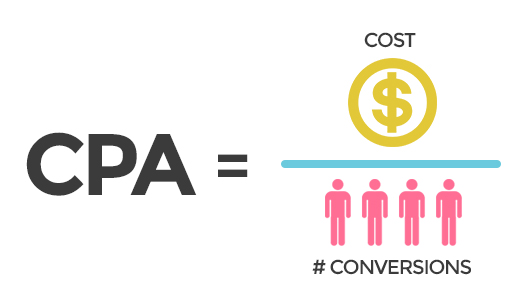 COST
$
CPA =
# CONVERSIONS